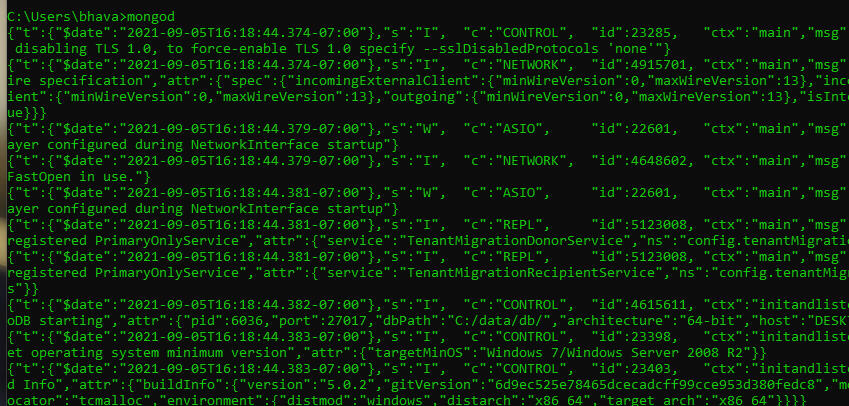 C:\Users\bhava>mongod
{"t":{"$date":"2021-09-05T16:18:44.374-07:00"},"s":"I",  "c":"CONTROL",  "id":23285,   "ctx":"main","msg"
 disabling TLS 1.0, to force-enable TLS 1.0 specify --sslDisabledProtocols 'none'"}
{"t":{"$date":"2021-09-05T16:18:44.374-07:00"},"s":"I",  "c":"NETWORK",  "id":4915701, "ctx":"main","msg"
ire specification","attr":{"spec":{"incomingExternalClient":{"minWireVersion":0,"maxWireVersion":13},"inco
ient":{"minWireVersion":0,"maxWireVersion":13},"outgoing":{"minWireVersion":0,"maxWireVersion":13},"isInte
ue}}}
{"t":{"$date":"2021-09-05T16:18:44.379-07:00"},"s":"W",  "c":"ASIO",     "id":22601,   "ctx":"main","msg"
ayer configured during NetworkInterface startup"}
{"t":{"$date":"2021-09-05T16:18:44.379-07:00"},"s":"I",  "c":"NETWORK",  "id":4648602, "ctx":"main","msg"
FastOpen in use."}
{"t":{"$date":"2021-09-05T16:18:44.381-07:00"},"s":"W",  "c":"ASIO",     "id":22601,   "ctx":"main","msg"
ayer configured during NetworkInterface startup"}
{"t":{"$date":"2021-09-05T16:18:44.381-07:00"},"s":"I",  "c":"REPL",     "id":5123008, "ctx":"main","msg"
registered PrimaryOnlyService","attr":{"service":"TenantMigrationDonorService","ns":"config.tenantMigratio
{"t":{"$date":"2021-09-05T16:18:44.381-07:00"},"s":"I",  "c":"REPL",     "id":5123008, "ctx":"main","msg"
registered PrimaryOnlyService","attr":{"service":"TenantMigrationRecipientService","ns":"config.tenantMig
s"}}
{"t":{"$date":"2021-09-05T16:18:44.382-07:00"},"s":"I",  "c":"CONTROL",  "id":4615611, "ctx":"initandliste
oDB starting","attr":{"pid":6036,"port":27017,"dbPath":"C:/data/db/","architecture":"64-bit","host":"DESKT
{"t":{"$date":"2021-09-05T16:18:44.383-07:00"},"s":"I",  "c":"CONTROL",  "id":23398,   "ctx":"initandliste
et operating system minimum version","attr":{"targetMinOS":"Windows 7/Windows Server 2008 R2"}}
{"t":{"$date":"2021-09-05T16:18:44.383-07:00"},"s":"I",  "c":"CONTROL",  "id":23403,   "ctx":"initandliste
d Info","attr":{"buildInfo":{"version":"5.0.2","gitVersion":"6d9ec525e78465dcecadcff99cce953d380fedc8","mo
ocator":"tcmalloc","environment":{"distmod":"windows","distarch":"x86_64","target_arch":"x86_64"}}}}